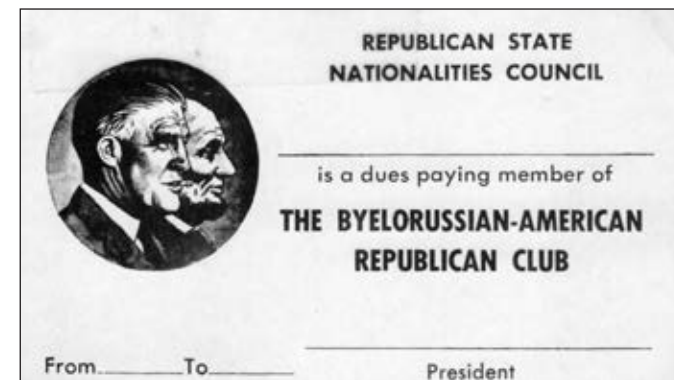 REPUBLICAN STATE
NATIONALITIES COUNCIL
is a dues paying member of
THE BYELORUSSIAN-AMERICAN
REPUBLICAN CLUB
From To
President